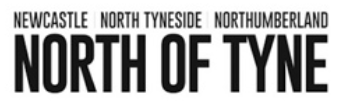 NEWCASTLE | NORTH TYNESIDE | NORTHUMBERLAND
NORTH OF TYNE